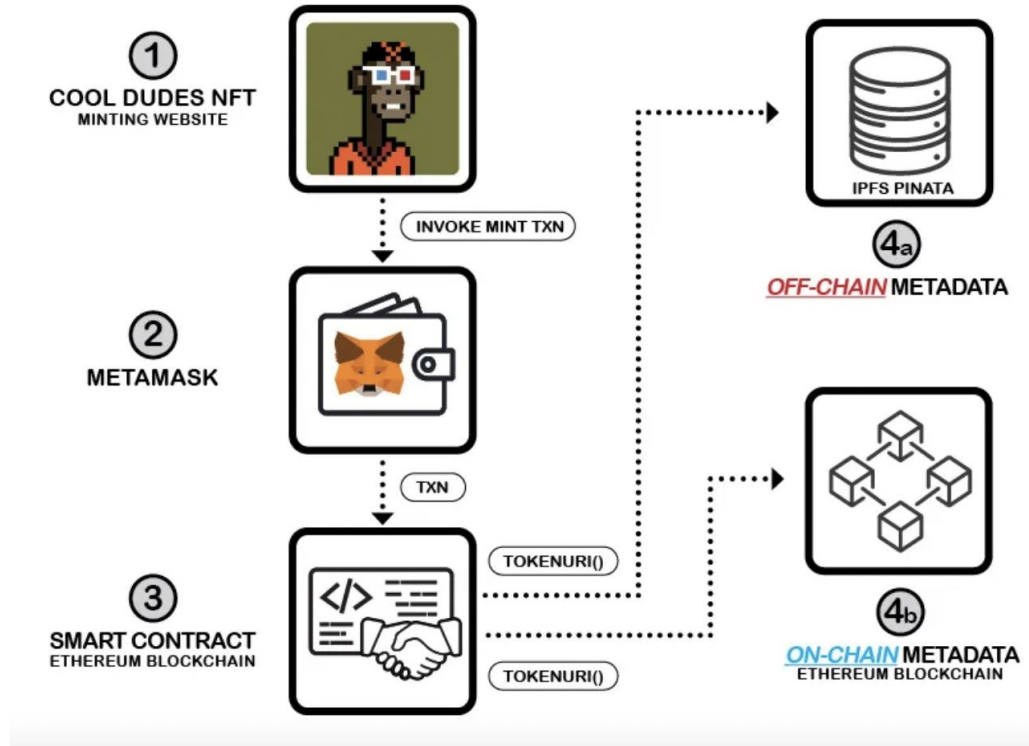 1
COOL DUDES NFT
MINTING WEBSITE
INVOKE MINT TXN
2
METAMASK
TXN
3
SMART CONTRACT
ETHEREUM BLOCKCHAIN
TOKENURI()
TOKENURI()
IPFS PINATA
4a
OFF-CHAIN METADATA
4b
ON-CHAIN METADATA
ETHEREUM BLOCKCHAIN